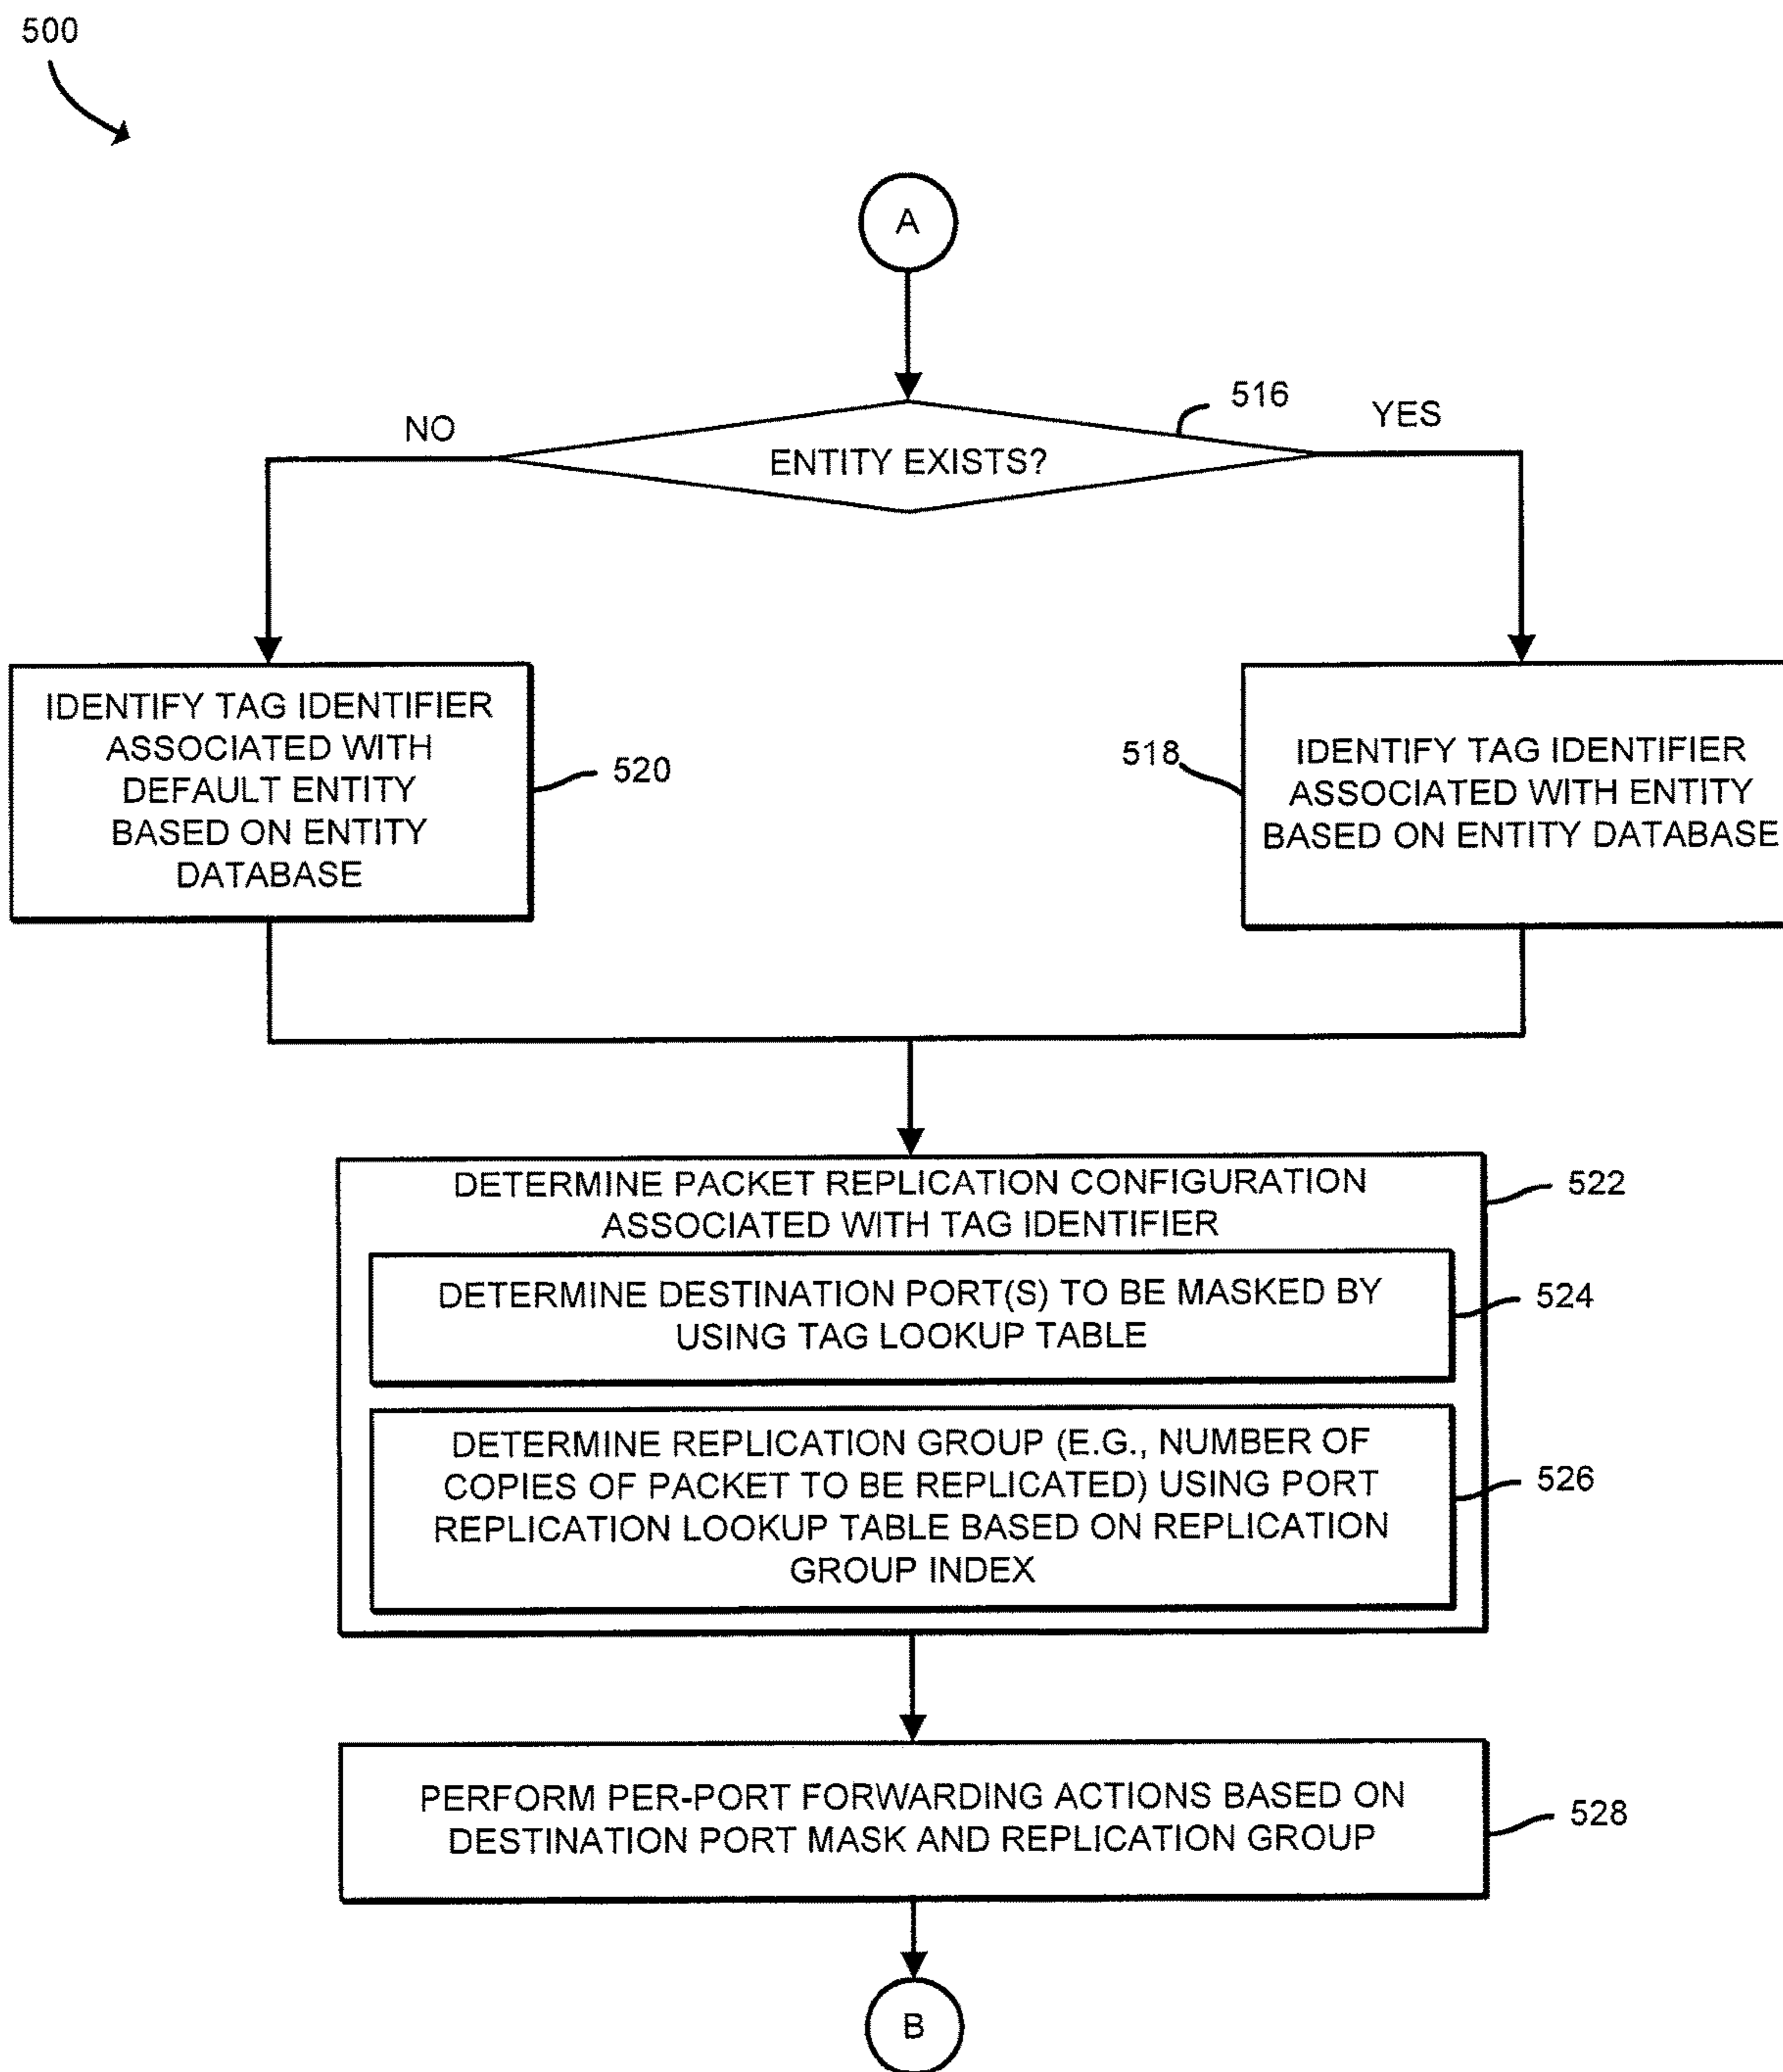 500
A
516
NO
YES
ENTITY EXISTS?
IDENTIFY TAG IDENTIFIER
ASSOCIATED WITH
DEFAULT ENTITY
BASED ON ENTITY
DATABASE
520
518
IDENTIFY TAG IDENTIFIER
ASSOCIATED WITH ENTITY
BASED ON ENTITY DATABASE
DETERMINE PACKET REPLICATION CONFIGURATION
ASSOCIATED WITH TAG IDENTIFIER
522
DETERMINE DESTINATION PORT(S) TO BE MASKED BY
USING TAG LOOKUP TABLE
524
DETERMINE REPLICATION GROUP (E.G., NUMBER OF
COPIES OF PACKET TO BE REPLICATED) USING PORT
REPLICATION LOOKUP TABLE BASED ON REPLICATION
GROUP INDEX
526
PERFORM PER-PORT FORWARDING ACTIONS BASED ON
DESTINATION PORT MASK AND REPLICATION GROUP
528
B